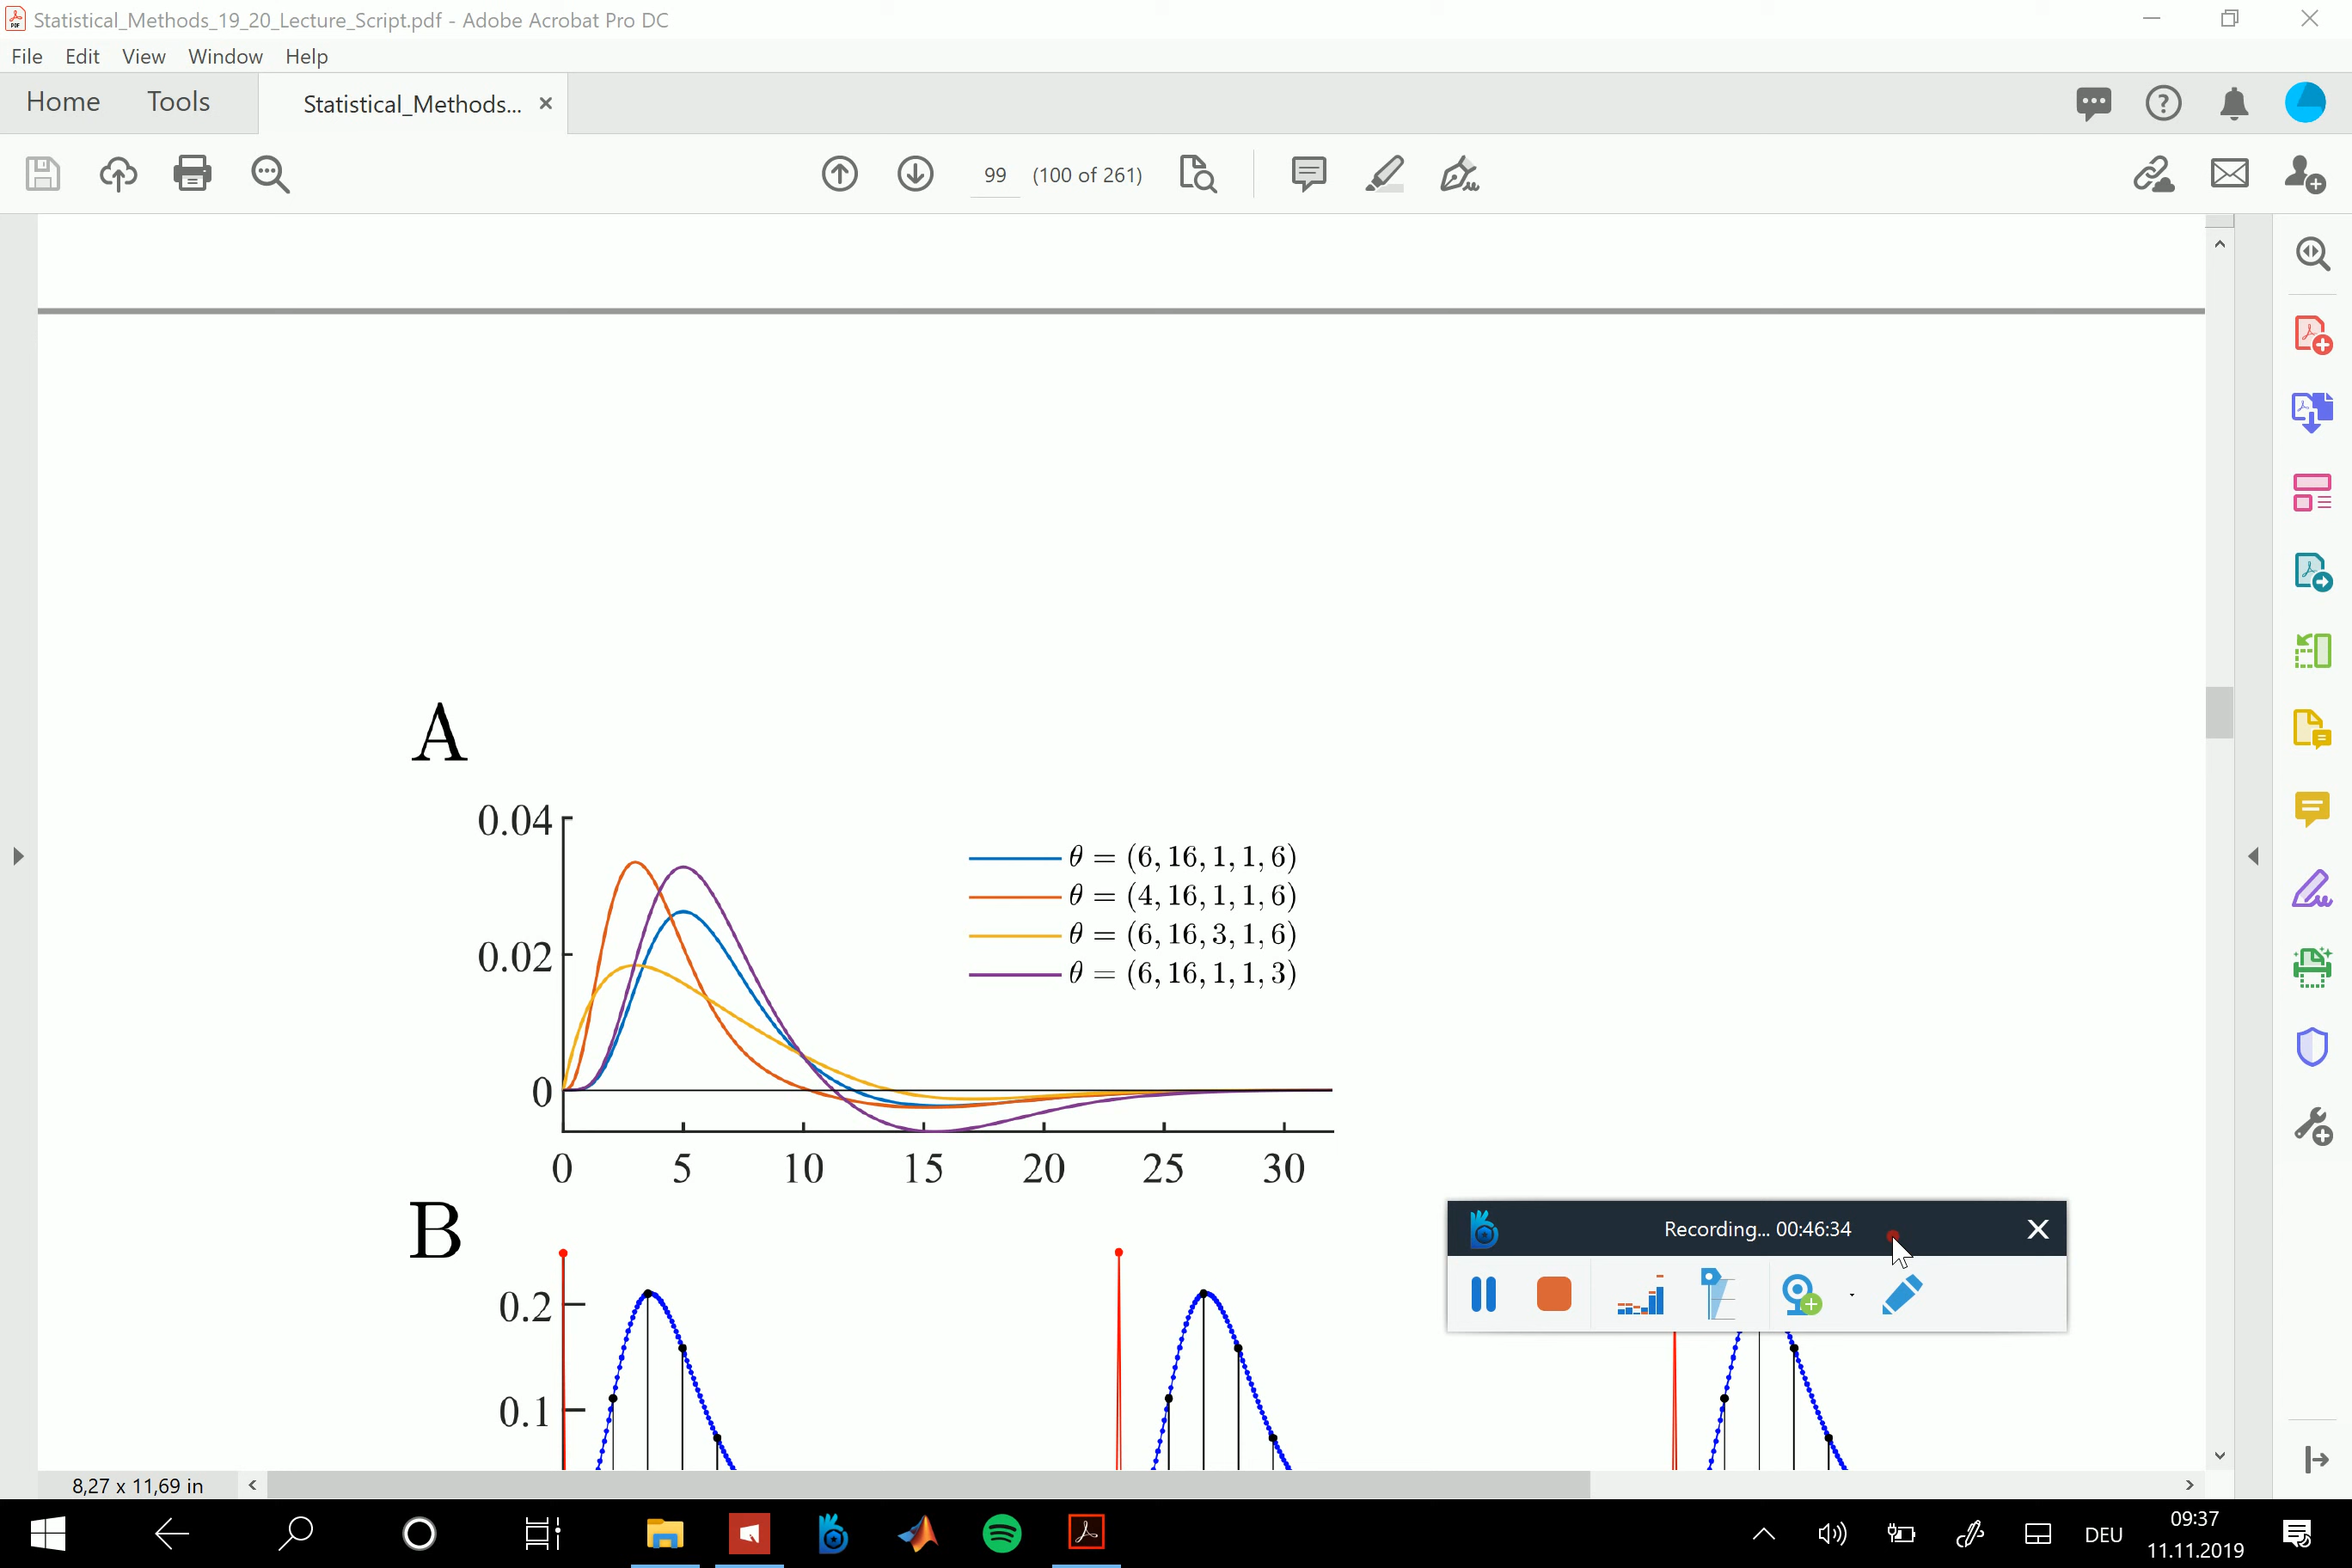 Statistical_Methods_19_20_Lecture_Script.pdf - Adobe Acrobat Pro DC
File Edit View Window Help
Home Tools Statistical_Methods... ×
99 (100 of 261)
A
0.04
0.02
0
θ = (6, 16, 1, 1, 6)
θ = (4, 16, 1, 1, 6)
θ = (6, 16, 3, 1, 6)
θ = (6, 16, 1, 1, 3)
0 5 10 15 20 25 30
B
0.2
0.1
Recording... 00:46:34
8,27 x 11,69 in
DEU
09:37
11.11.2019